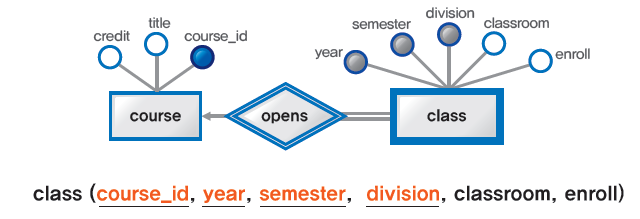 division
semester
classroom
title
credit
course_id
year
enroll
course
opens
class
class (course_id, year, semester, division, classroom, enroll)